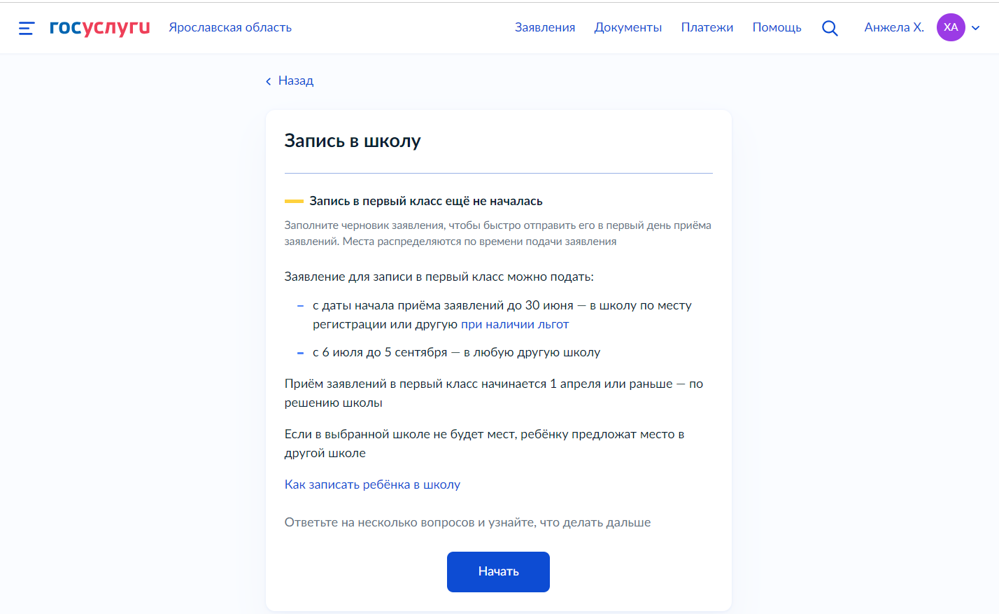 госуслуги Ярославская область Заявления Документы Платежи Помощь Анжела Х. ХА
Назад
Запись в школу
Запись в первый класс ещё не началась
Заполните черновик заявления, чтобы быстро отправить его в первый день приёма
заявлений. Места распределяются по времени подачи заявления
Заявление для записи в первый класс можно подать:
– с даты начала приёма заявлений до 30 июня — в школу по месту
регистрации или другую при наличии льгот
– с 6 июля до 5 сентября — в любую другую школу
Приём заявлений в первый класс начинается 1 апреля или раньше — по
решению школы
Если в выбранной школе не будет мест, ребёнку предложат место в
другой школе
Как записать ребёнка в школу
Ответьте на несколько вопросов и узнайте, что делать дальше
Начать